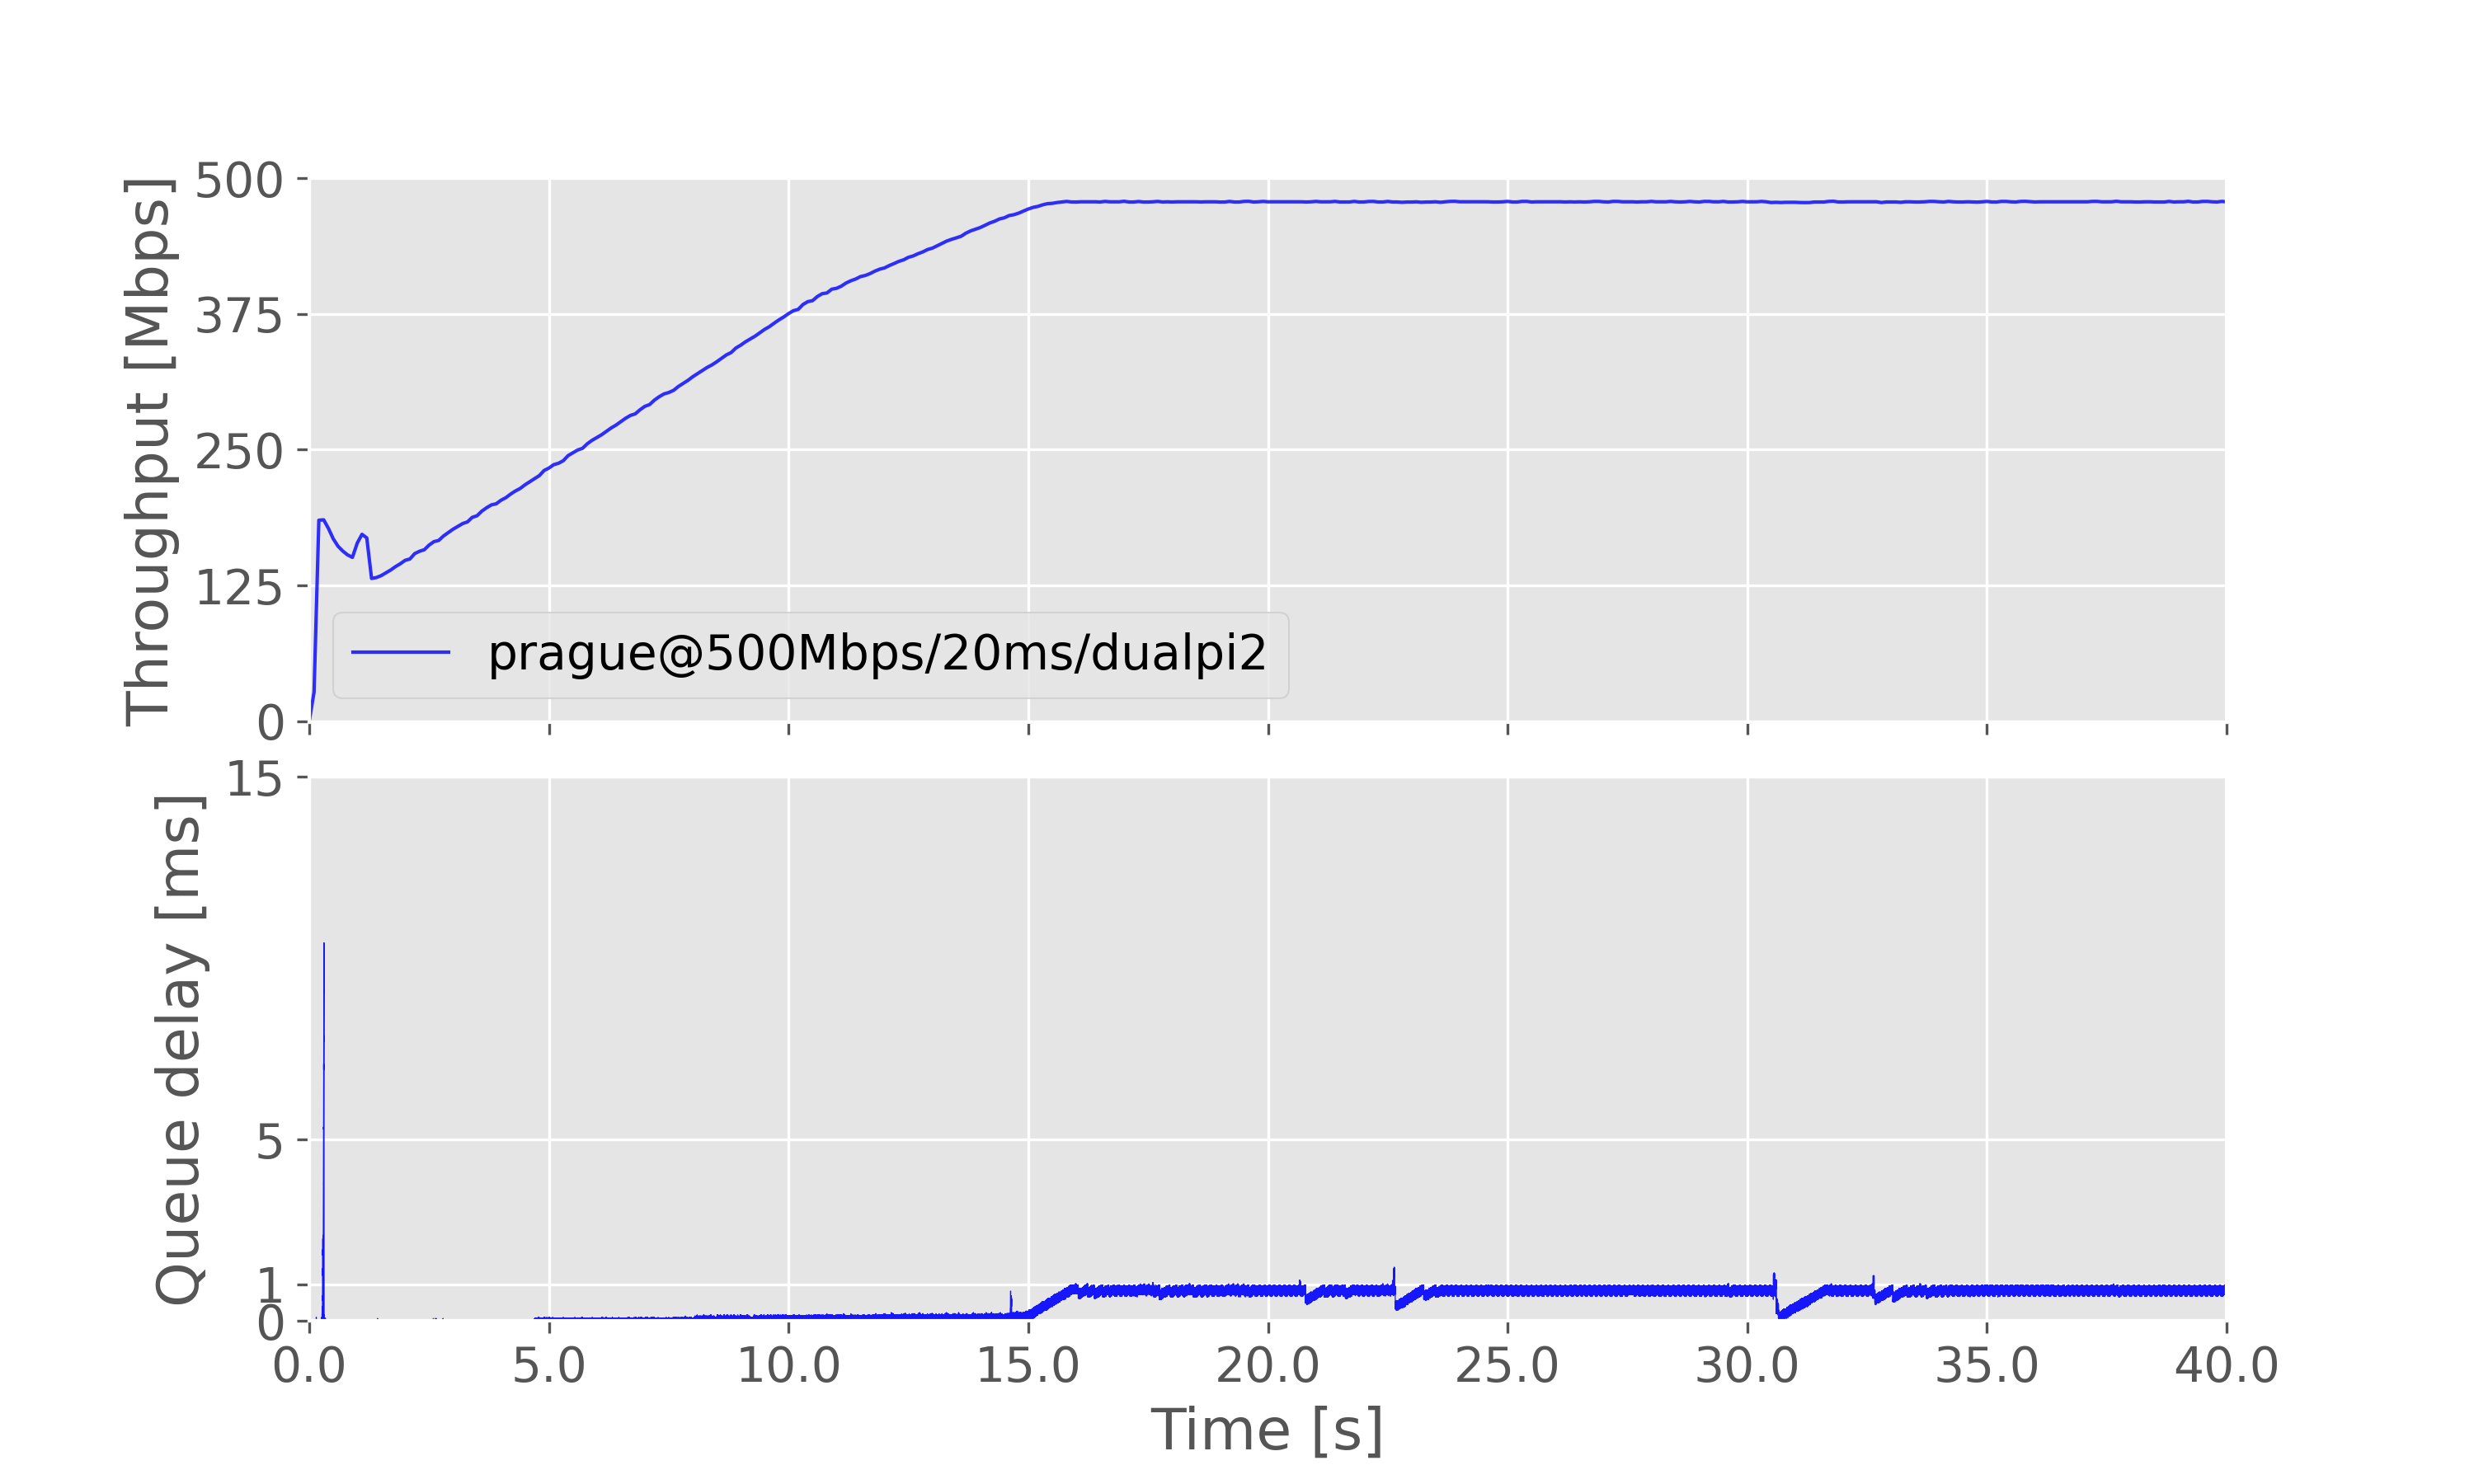 Throughput [Mbps]
500
375
250
125
0
prague@500Mbps/20ms/dualpi2
Queue delay [ms]
15
5
1
0
0.0 5.0 10.0 15.0 20.0 25.0 30.0 35.0 40.0
Time [s]